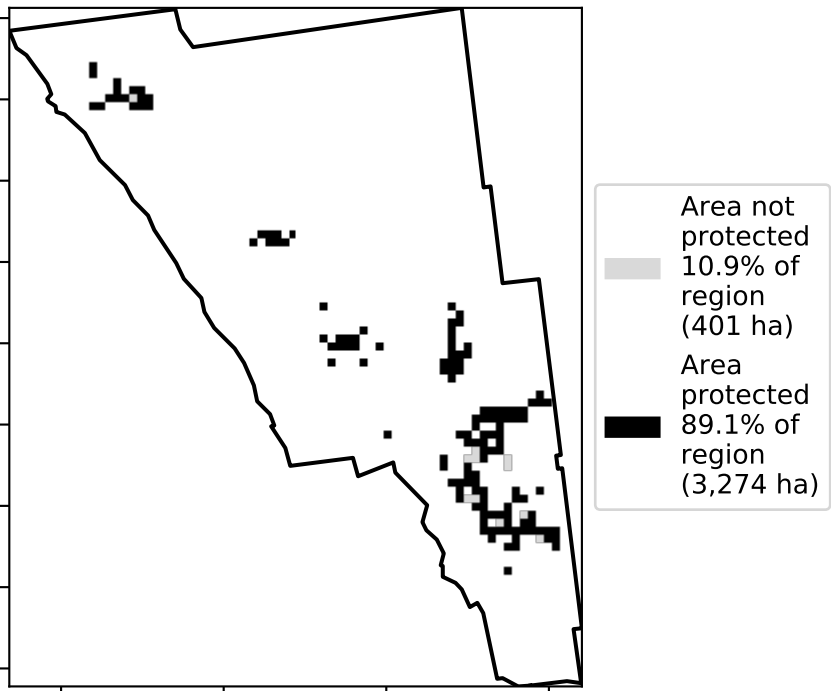 Area not
protected
10.9% of
region
(401 ha)
Area
protected
89.1% of
region
(3,274 ha)